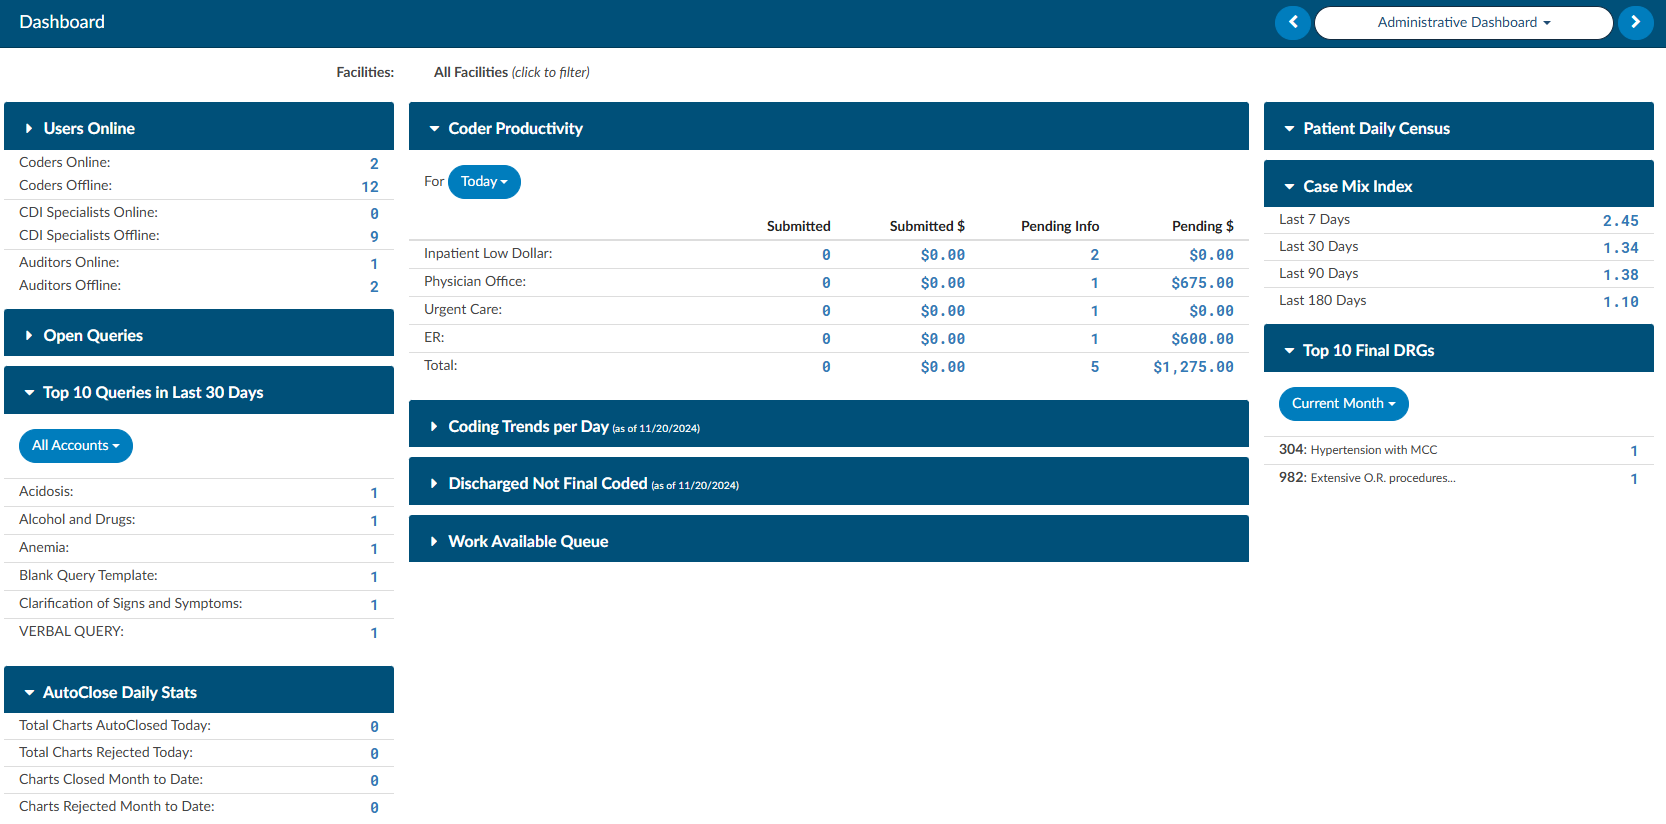 Dashboard
Administrative Dashboard
Facilities: All Facilities (click to filter)
Users Online
Coders Online: 2
Coders Offline: 12
CDI Specialists Online: 0
CDI Specialists Offline: 9
Auditors Online: 1
Auditors Offline: 2
Open Queries
Top 10 Queries in Last 30 Days
All Accounts
Acidosis: 1
Alcohol and Drugs: 1
Anemia: 1
Blank Query Template: 1
Clarification of Signs and Symptoms: 1
VERBAL QUERY: 1
AutoClose Daily Stats
Total Charts AutoClosed Today: 0
Total Charts Rejected Today: 0
Charts Closed Month to Date: 0
Charts Rejected Month to Date: 0
Coder Productivity
For Today
Submitted Submitted $ Pending Info Pending $
Inpatient Low Dollar: 0 $0.00 2 $0.00
Physician Office: 0 $0.00 1 $675.00
Urgent Care: 0 $0.00 1 $0.00
ER: 0 $0.00 1 $600.00
Total: 0 $0.00 5 $1,275.00
Coding Trends per Day (as of 11/20/2024)
Discharged Not Final Coded (as of 11/20/2024)
Work Available Queue
Patient Daily Census
Case Mix Index
Last 7 Days 2.45
Last 30 Days 1.34
Last 90 Days 1.38
Last 180 Days 1.10
Top 10 Final DRGs
Current Month
304: Hypertension with MCC 1
982: Extensive O.R. procedures... 1